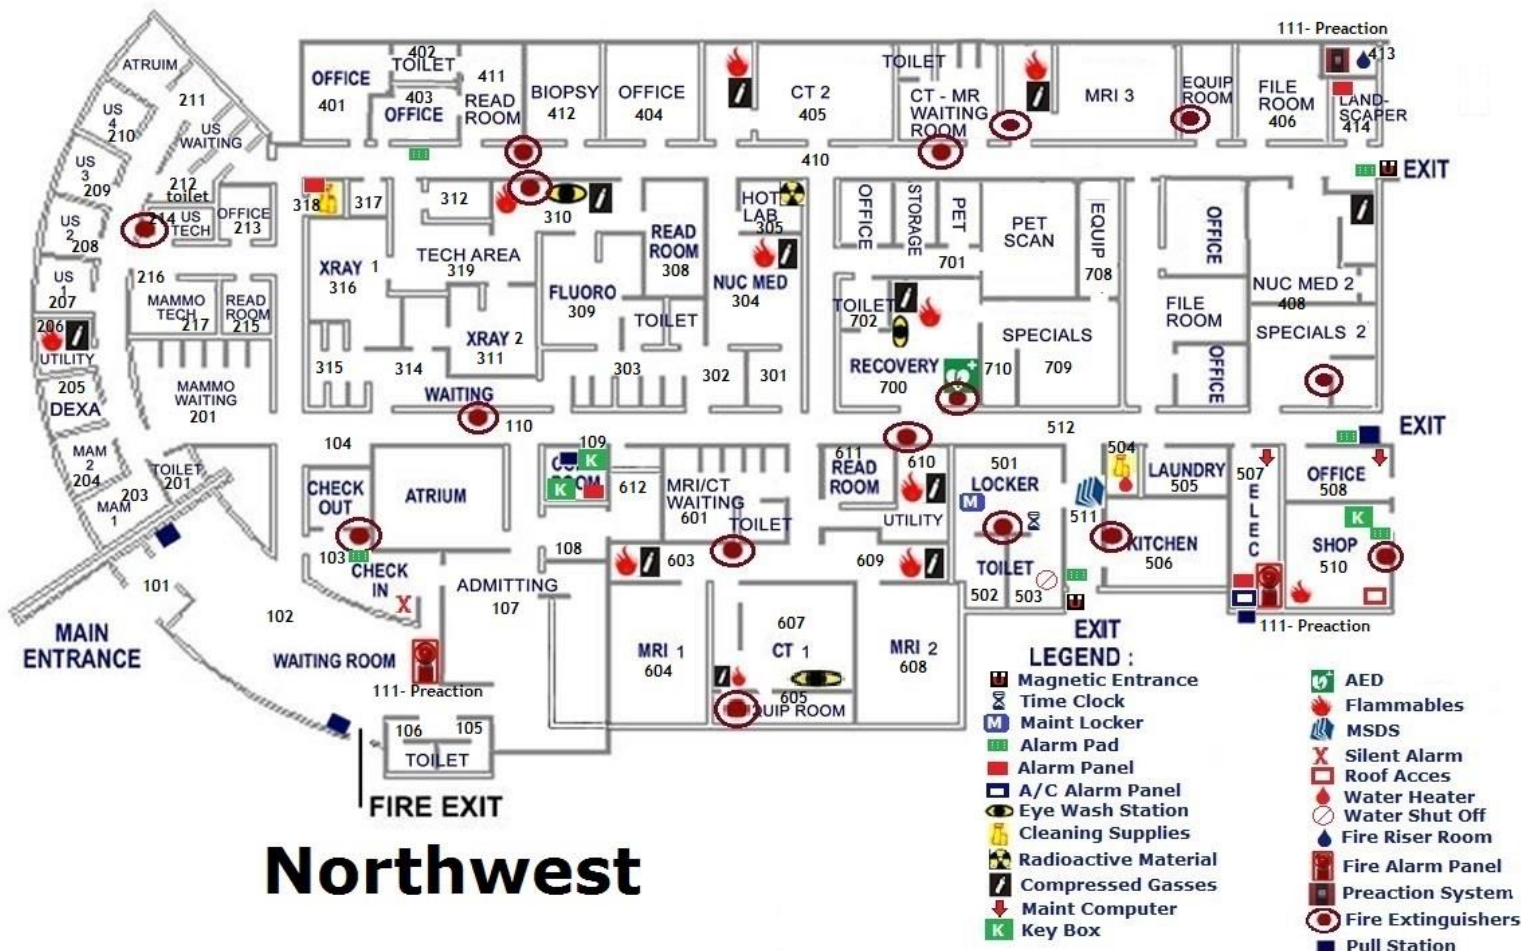 111- Preaction
402
TOILET
ATRUIM
OFFICE
401
403
OFFICE
411
READ
ROOM
BIOPSY
412
OFFICE
404
CT 2
405
TOILET
CT - MR
WAITING
ROOM
MRI 3
EQUIP
ROOM
FILE
ROOM
406
413
LAND-
SCAPER
414
US
4
210
211
US
WAITING
US
3
209
410
EXIT
212
toilet
214
US
TECH
OFFICE
213
318
317
312
310
HOT
LAB
305
OFFICE
STORAGE
PET
PET
SCAN
EQUIP
708
OFFICE
US
2
208
XRAY 1
316
TECH AREA
319
READ
ROOM
308
NUC MED
304
701
US
1
207
216
MAMMO
TECH
217
READ
ROOM
215
FLUORO
309
TOILET
TOILET
702
FILE
ROOM
NUC MED 2
408
206
UTILITY
XRAY 2
311
SPECIALS
709
SPECIALS 2
205
DEXA
MAMMO
WAITING
201
315
314
WAITING
303
302
301
RECOVERY
700
710
OFFICE
110
104
109
512
EXIT
MAM
2
204
TOILET
201
203
MAM
1
CHECK
OUT
ATRIUM
ROOM
K
K
612
MRI/CT
WAITING
601
TOILET
611
READ
ROOM
610
UTILITY
501
LOCKER
M
504
LAUNDRY
505
507
ELEC
OFFICE
508
K
511
KITCHEN
506
SHOP
510
103
CHECK
IN
X
108
603
609
TOILET
502
503
101
102
ADMITTING
107
MAIN
ENTRANCE
WAITING ROOM
111- Preaction
MRI 1
604
607
CT 1
605
MRI 2
608
EXIT
111- Preaction
106
105
TOILET
FIRE EXIT
Northwest
LEGEND :
Magnetic Entrance
Time Clock
M Maint Locker
Alarm Pad
Alarm Panel
A/C Alarm Panel
Eye Wash Station
Cleaning Supplies
Radioactive Material
Compressed Gasses
Maint Computer
K Key Box
AED
Flammables
MSDS
X Silent Alarm
Roof Acces
Water Heater
Water Shut Off
Fire Riser Room
Fire Alarm Panel
Preaction System
Fire Extinguishers
Pull Station